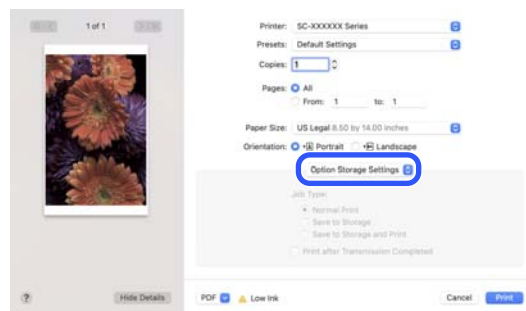 1 of 1
Printer: SC-XXXXXX Series
Presets: Default Settings
Copies: 1
Pages: All
From: 1 to: 1
Paper Size: US Legal 8.50 by 14.00 inches
Orientation: Portrait Landscape
Option Storage Settings
Job Type:
Normal Print
Save to Storage
Save to Storage and Print
Print after Transmission Completed
? Hide Details PDF Low Ink Cancel Print